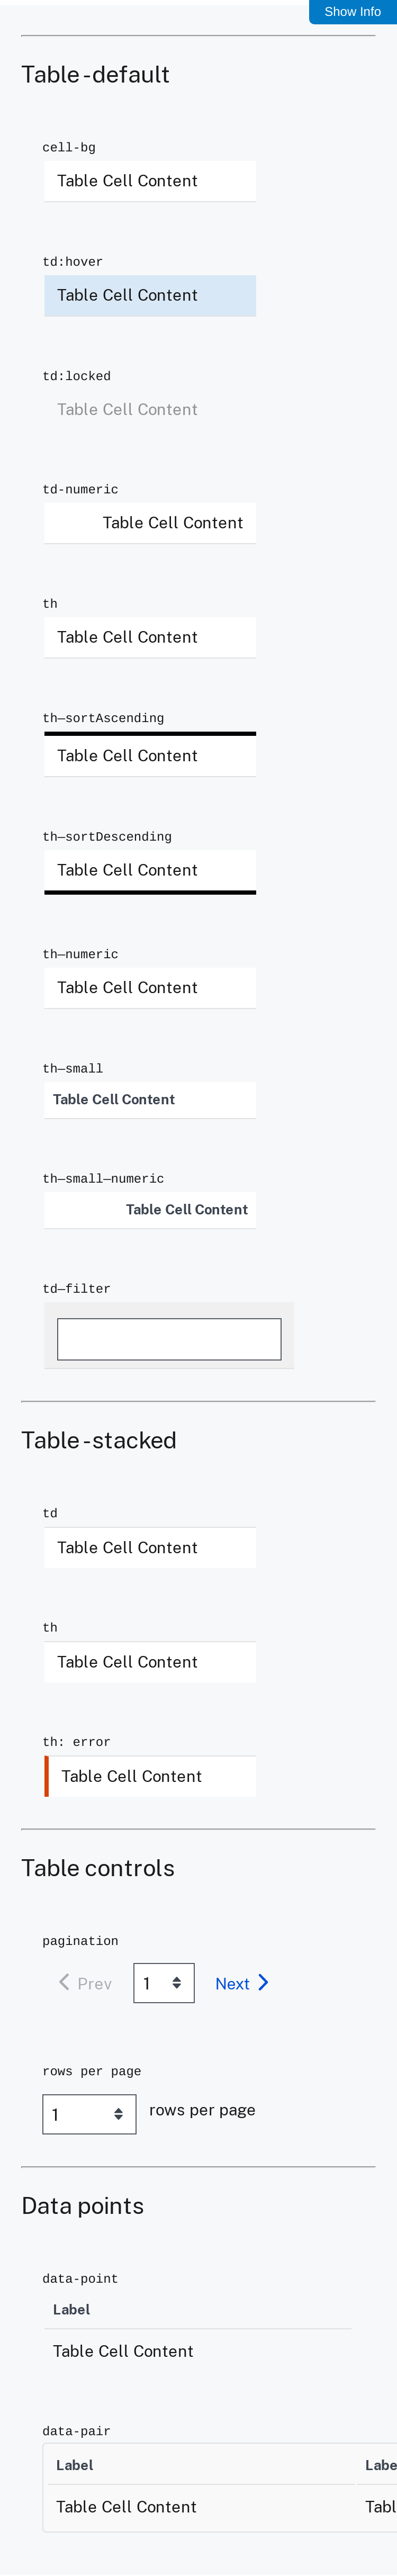 Show Info
Table - default
cell-bg
Table Cell Content
td:hover
Table Cell Content
td:locked
Table Cell Content
td-numeric
Table Cell Content
th
Table Cell Content
th—sortAscending
Table Cell Content
th—sortDescending
Table Cell Content
th—numeric
Table Cell Content
th—small
Table Cell Content
th—small—numeric
Table Cell Content
td—filter
Table - stacked
td
Table Cell Content
th
Table Cell Content
th: error
Table Cell Content
Table controls
pagination
Prev 1 Next
rows per page
1 rows per page
Data points
data-point
Label
Table Cell Content
data-pair
Label Labe
Table Cell Content Tabl